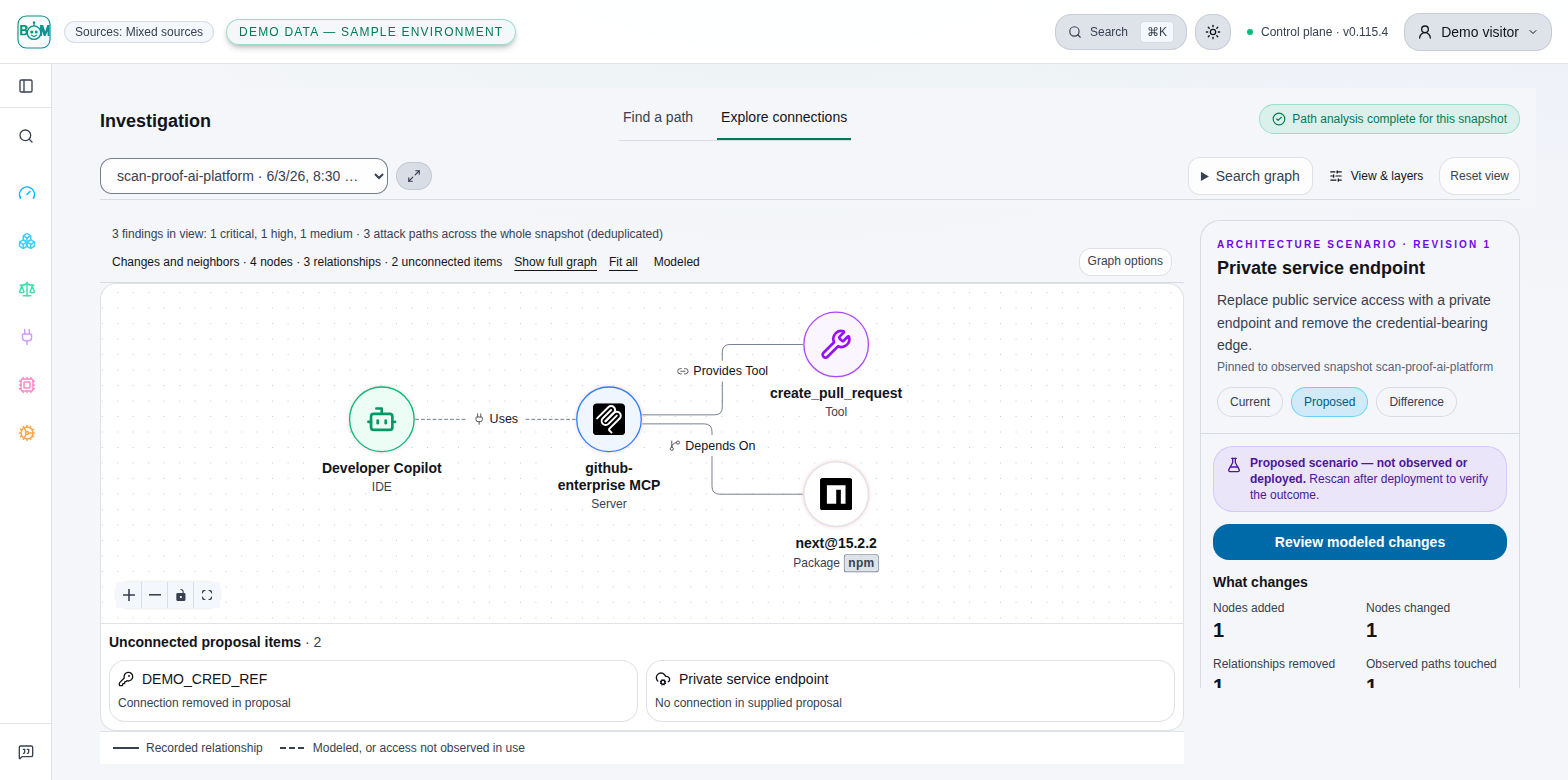 BOM
Sources: Mixed sources
DEMO DATA — SAMPLE ENVIRONMENT
Search
⌘K
Control plane · v0.115.4
Demo visitor
Investigation
Find a path
Explore connections
Path analysis complete for this snapshot
scan-proof-ai-platform · 6/3/26, 8:30 …
Search graph
View & layers
Reset view
3 findings in view: 1 critical, 1 high, 1 medium · 3 attack paths across the whole snapshot (deduplicated)
Changes and neighbors · 4 nodes · 3 relationships · 2 unconnected items
Show full graph
Fit all
Modeled
Graph options
Provides Tool
create_pull_request
Tool
Uses
Depends On
Developer Copilot
IDE
github-
enterprise MCP
Server
next@15.2.2
Package npm
Unconnected proposal items · 2
DEMO_CRED_REF
Connection removed in proposal
Private service endpoint
No connection in supplied proposal
Recorded relationship
Modeled, or access not observed in use
ARCHITECTURE SCENARIO · REVISION 1
Private service endpoint
Replace public service access with a private
endpoint and remove the credential-bearing
edge.
Pinned to observed snapshot scan-proof-ai-platform
Current
Proposed
Difference
Proposed scenario — not observed or
deployed. Rescan after deployment to verify
the outcome.
Review modeled changes
What changes
Nodes added
Nodes changed
1
1
Relationships removed
Observed paths touched
1
1